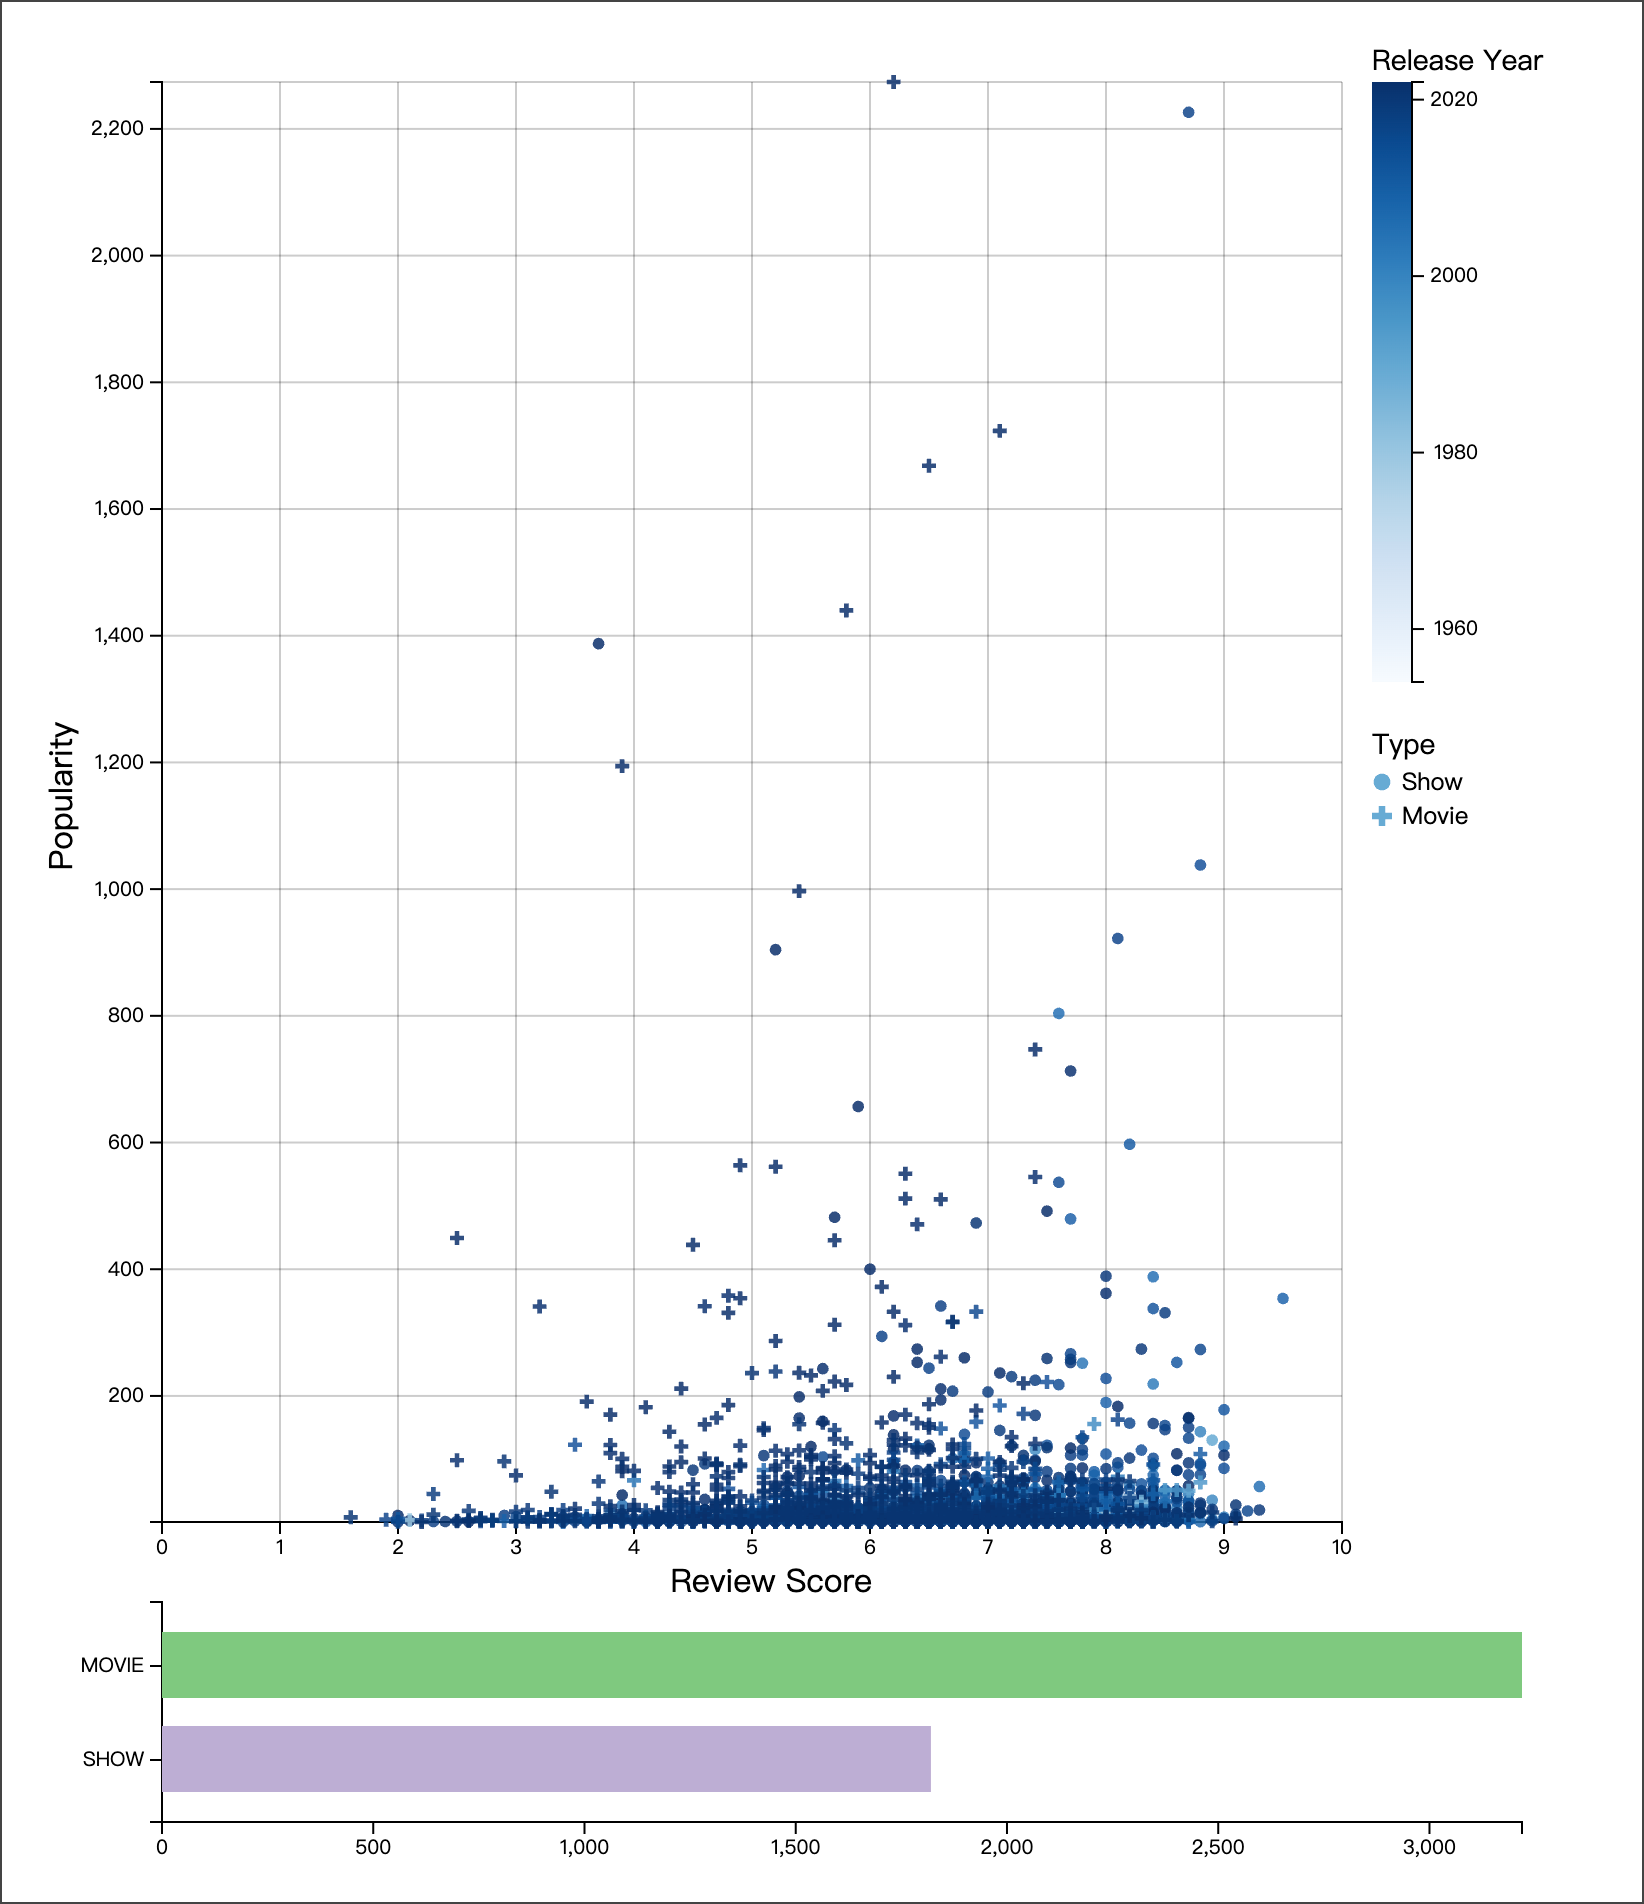 Release Year
2020
2000
1980
1960
Type
Show
Movie
2,200
2,000
1,800
1,600
1,400
1,200
1,000
800
600
400
200
Popularity
0 1 2 3 4 5 6 7 8 9 10
Review Score
MOVIE
SHOW
0 500 1,000 1,500 2,000 2,500 3,000